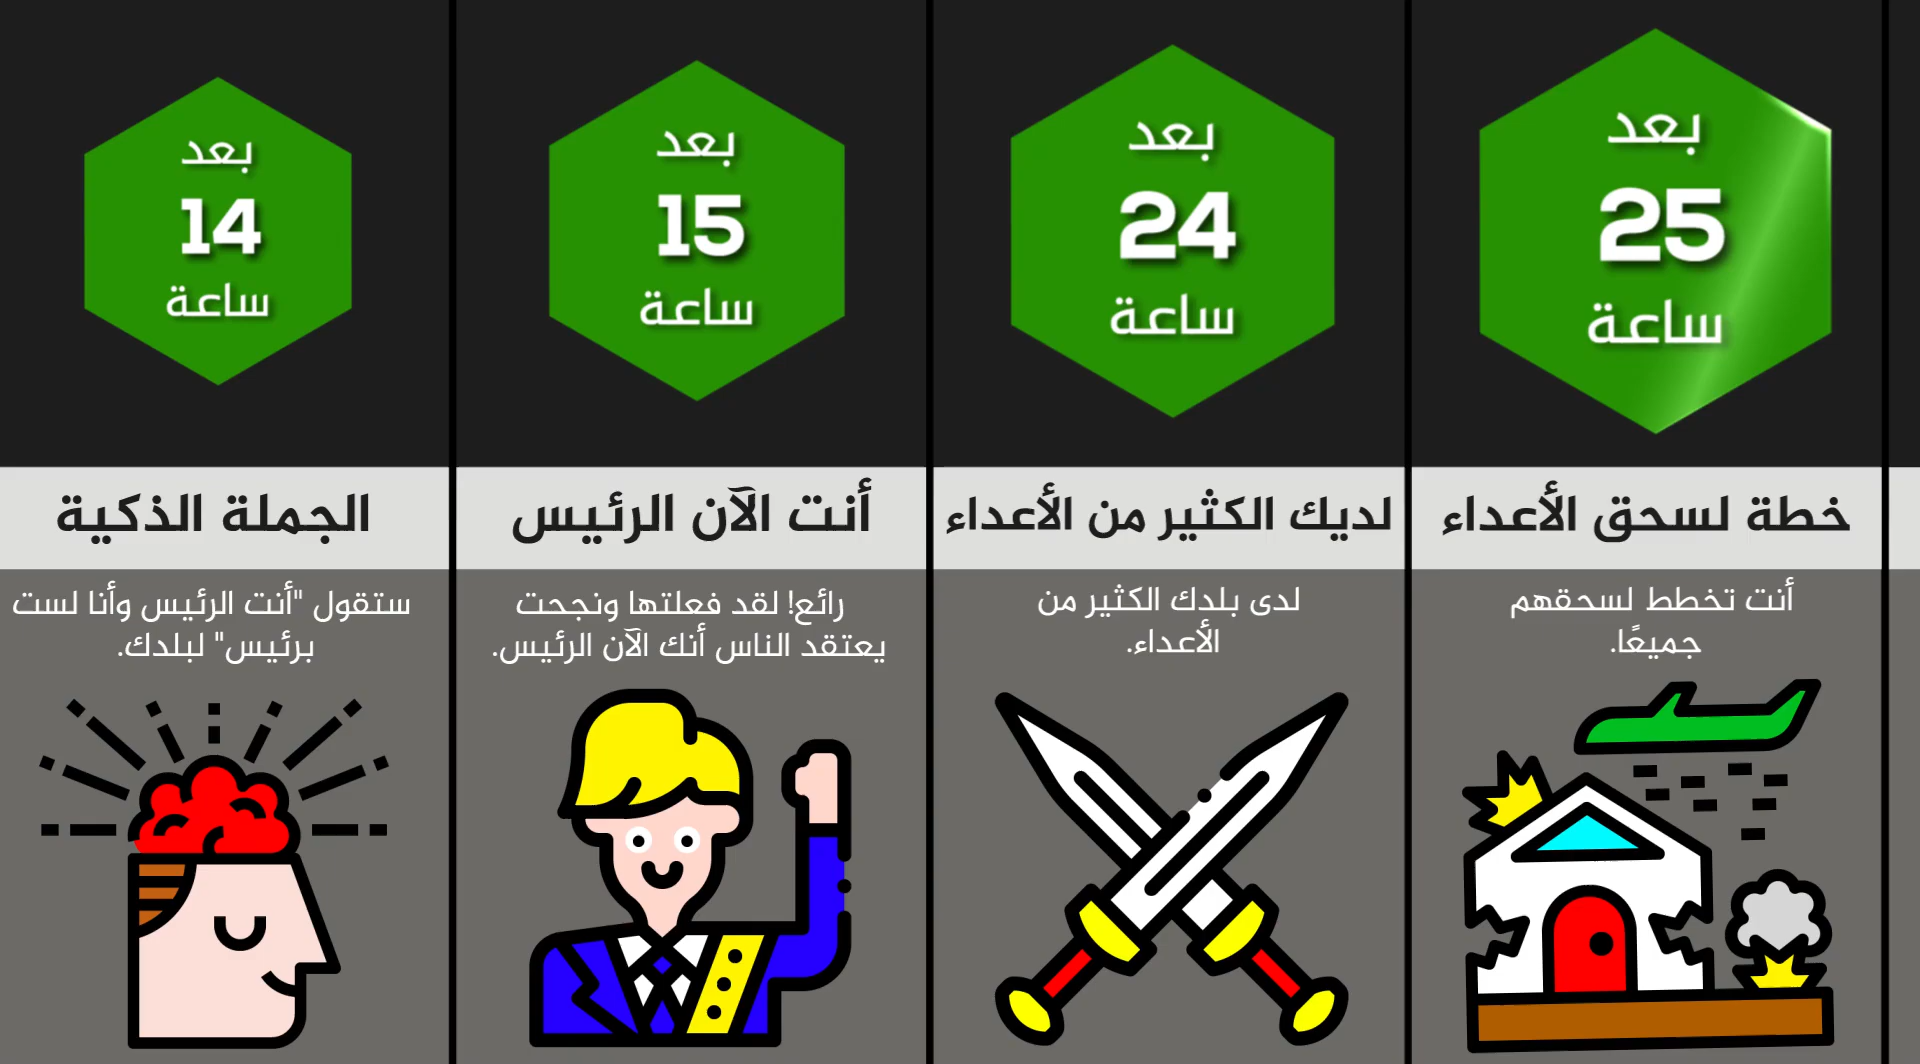 بعد
14
ساعة
الجملة الذكية
ستقول "أنت الرئيس وأنا لست
برئيس" لبلدك.
بعد
15
ساعة
أنت الآن الرئيس
رائع! لقد فعلتها ونجحت
يعتقد الناس أنك الآن الرئيس.
بعد
24
ساعة
لديك الكثير من الأعداء
لدى بلدك الكثير من
الأعداء.
بعد
25
ساعة
خطة لسحق الأعداء
أنت تخطط لسحقهم
جميعًا.